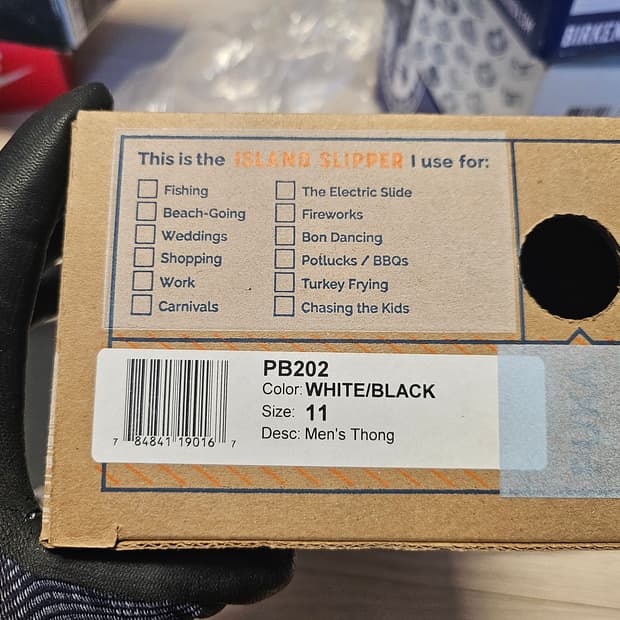 BIRKEN
This is the ISLAND SLIPPER I use for:
Fishing
Beach-Going
Weddings
Shopping
Work
Carnivals
The Electric Slide
Fireworks
Bon Dancing
Potlucks / BBQs
Turkey Frying
Chasing the Kids
PB202
Color: WHITE/BLACK
Size: 11
Desc: Men's Thong
7 84841 19016 7